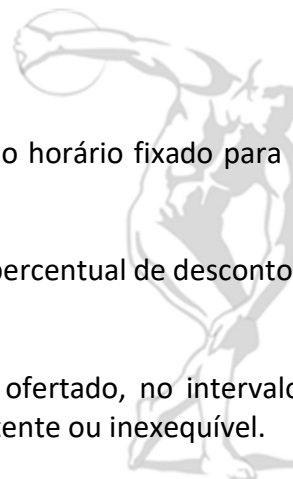 o horário fixado para
percentual de desconto
ofertado, no intervalo
tente ou inexequível.